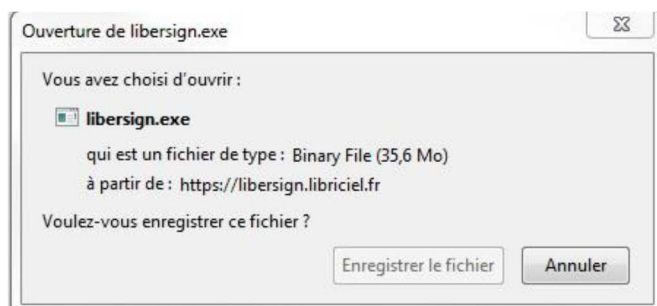 Ouverture de libersign.exe
Vous avez choisi d'ouvrir :
libersign.exe
qui est un fichier de type : Binary File (35,6 Mo)
à partir de : https://libersign.libriciel.fr
Voulez-vous enregistrer ce fichier ?
Enregistrer le fichier Annuler